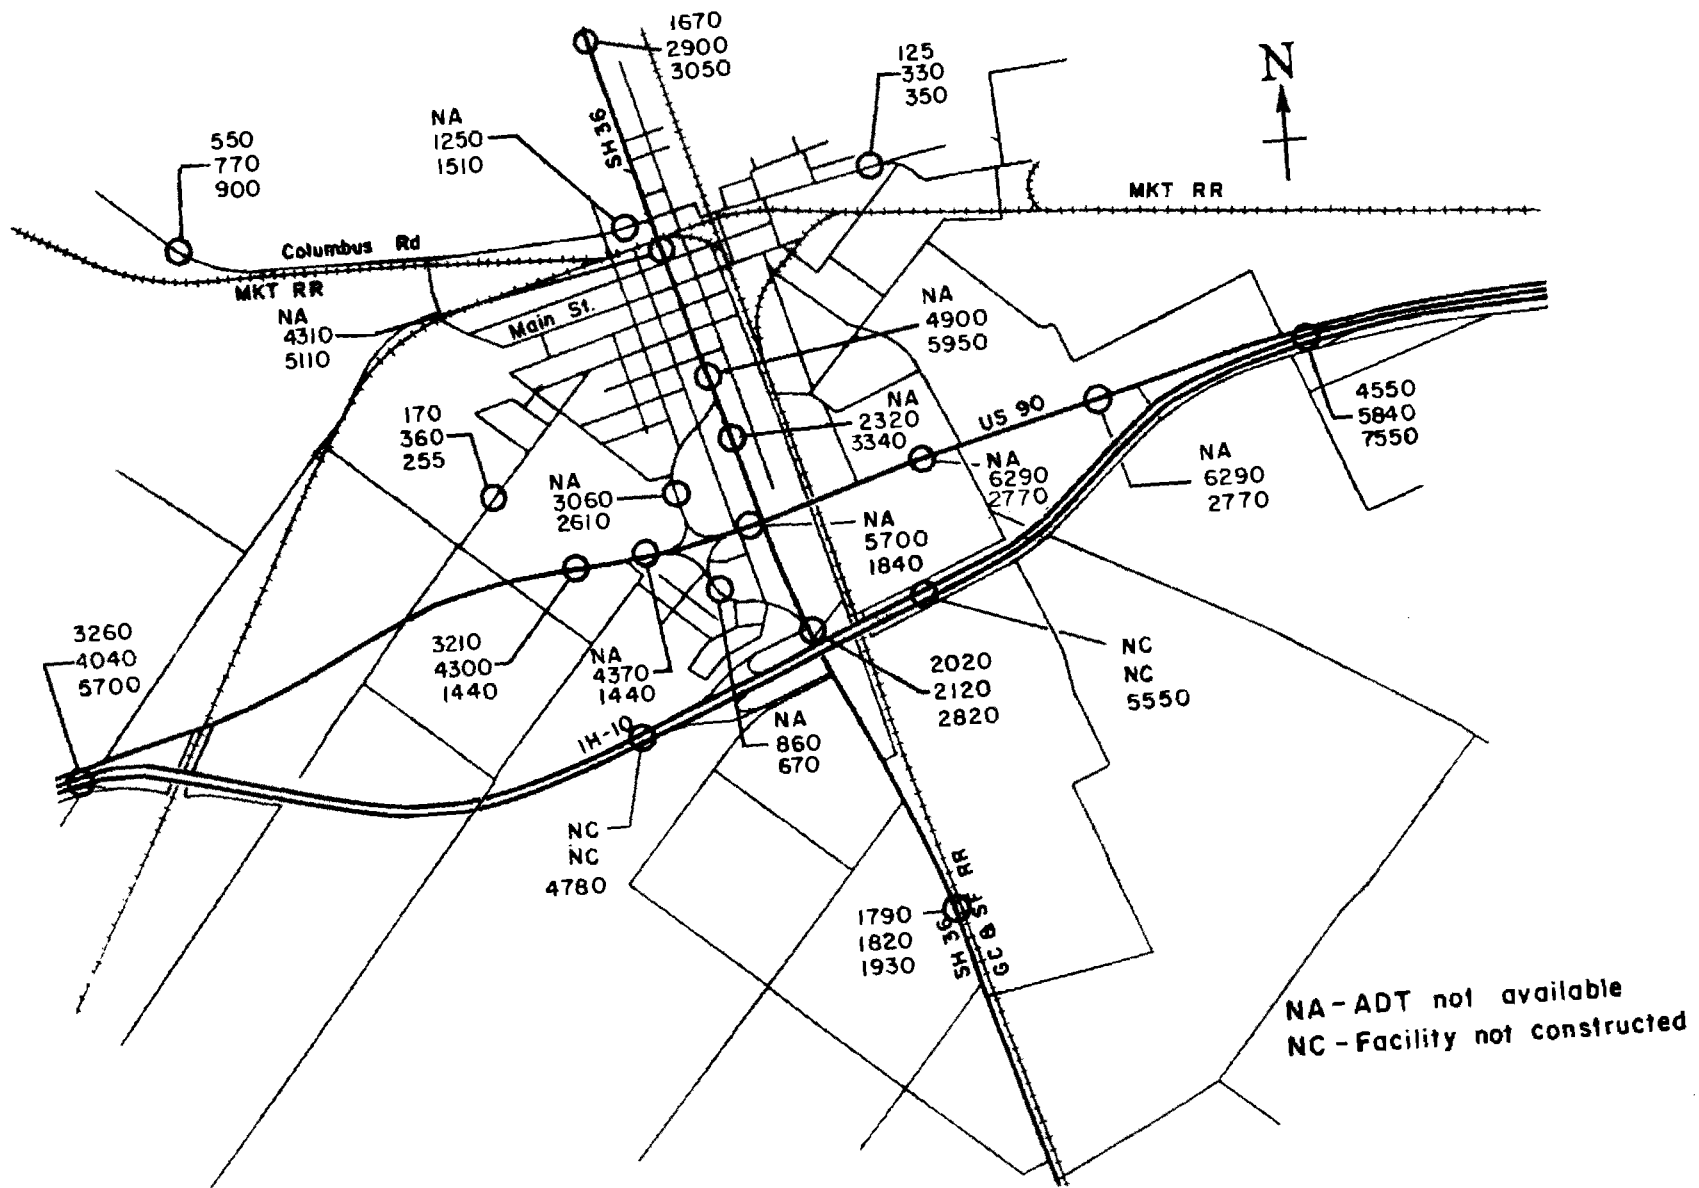 1670
2900
3050
125
330
350
N
NA
1250
1510
550
770
900
SH 36
MKT RR
Columbus Rd
MKT RR
NA
4310
5110
Main St.
NA
4900
5950
170
360
255
NA
2320
3340
US 90
4550
5840
7550
NA
3060
2610
NA
6290
2770
NA
6290
2770
NA
5700
1840
3260
4040
5700
3210
4300
1440
NA
4370
1440
NC
NC
5550
2020
2120
2820
IH-10
NA
860
670
NC
NC
4780
1790
1820
1930
SH 36
GC & SF RR
NA-ADT not available
NC-Facility not constructed